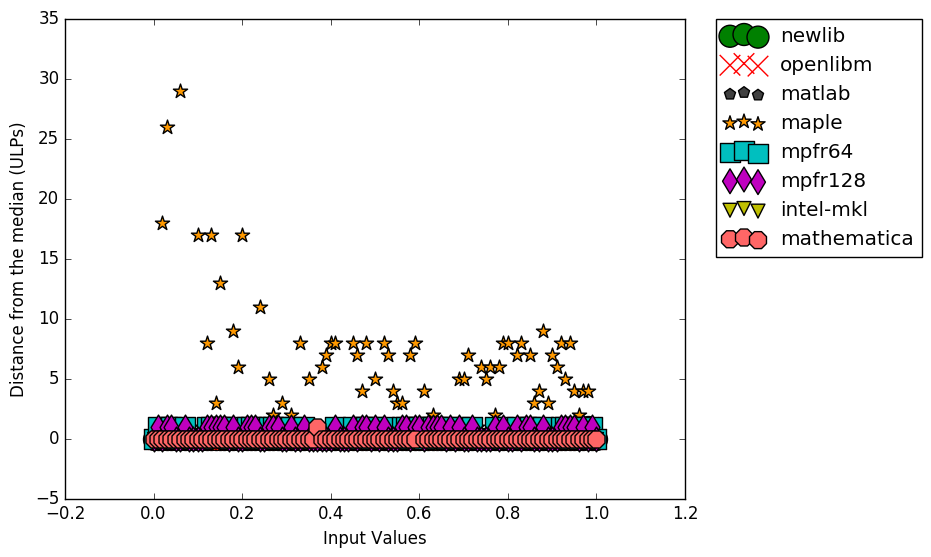 35
30
25
20
15
10
5
0
−5
−0.2 0.0 0.2 0.4 0.6 0.8 1.0 1.2
Distance from the median (ULPs)
Input Values
newlib
openlibm
matlab
maple
mpfr64
mpfr128
intel-mkl
mathematica